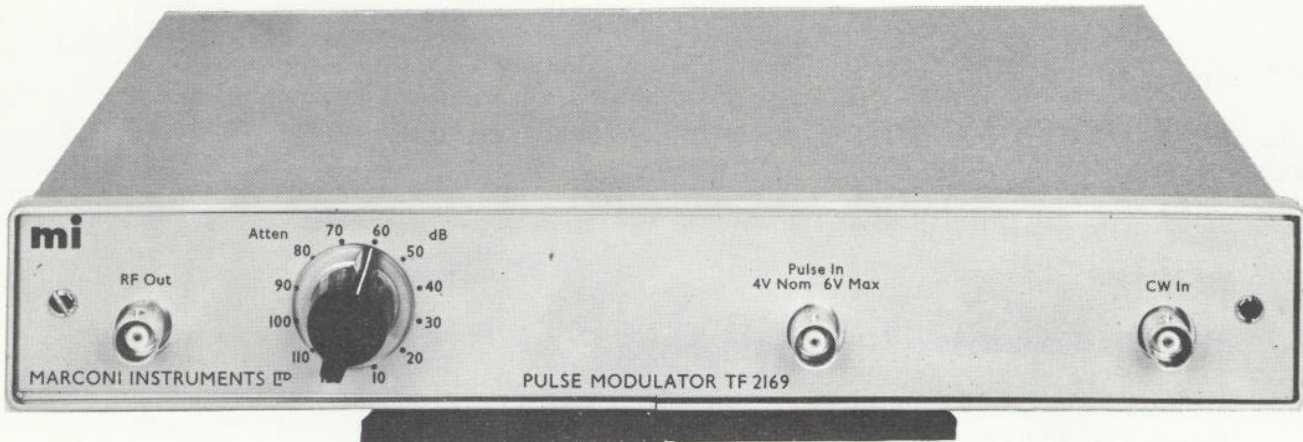 mi
RF Out
Atten 70 60 dB
80 50
90 40
100 30
110 20
10
Pulse In
4V Nom 6V Max
CW In
MARCONI INSTRUMENTS LTD
PULSE MODULATOR TF 2169